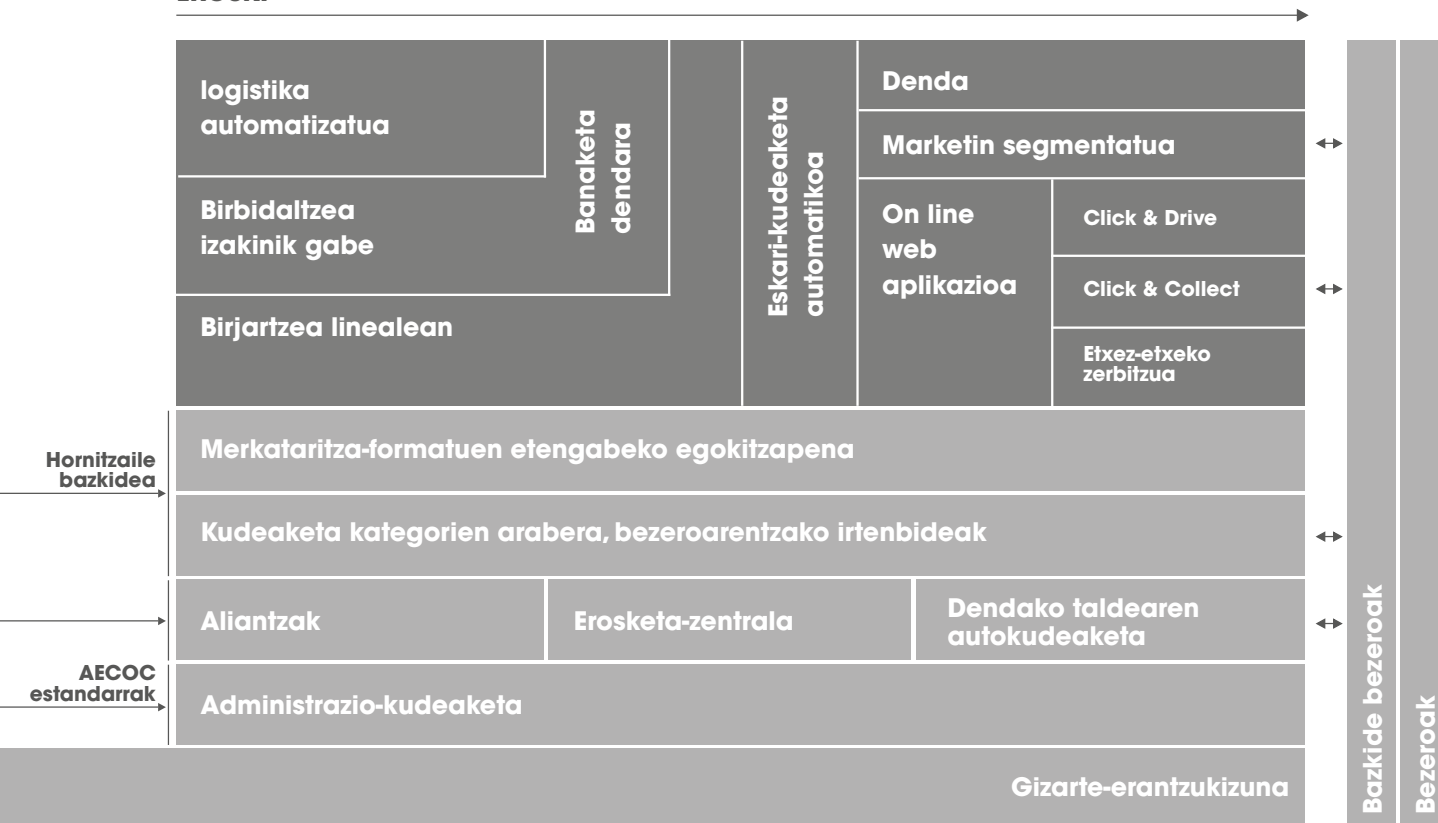 logistika
automatizatua
Birbidaltzea
izakinik gabe
Birjartzea linealean
Banaketa
dendara
Eskari-kudeaketa
automatikoa
Denda
Marketin segmentatua
On line
web
aplikazioa
Click & Drive
Click & Collect
Etxez-etxeko
zerbitzua
Hornitzaile
bazkidea
Merkataritza-formatuen etengabeko egokitzapena
Kudeaketa kategorien arabera, bezeroarentzako irtenbideak
Aliantzak
Erosketa-zentrala
Dendako taldearen
autokudeaketa
AECOC
estandarrak
Administrazio-kudeaketa
Gizarte-erantzukizuna
Bazkide bezeroak
Bezeroak